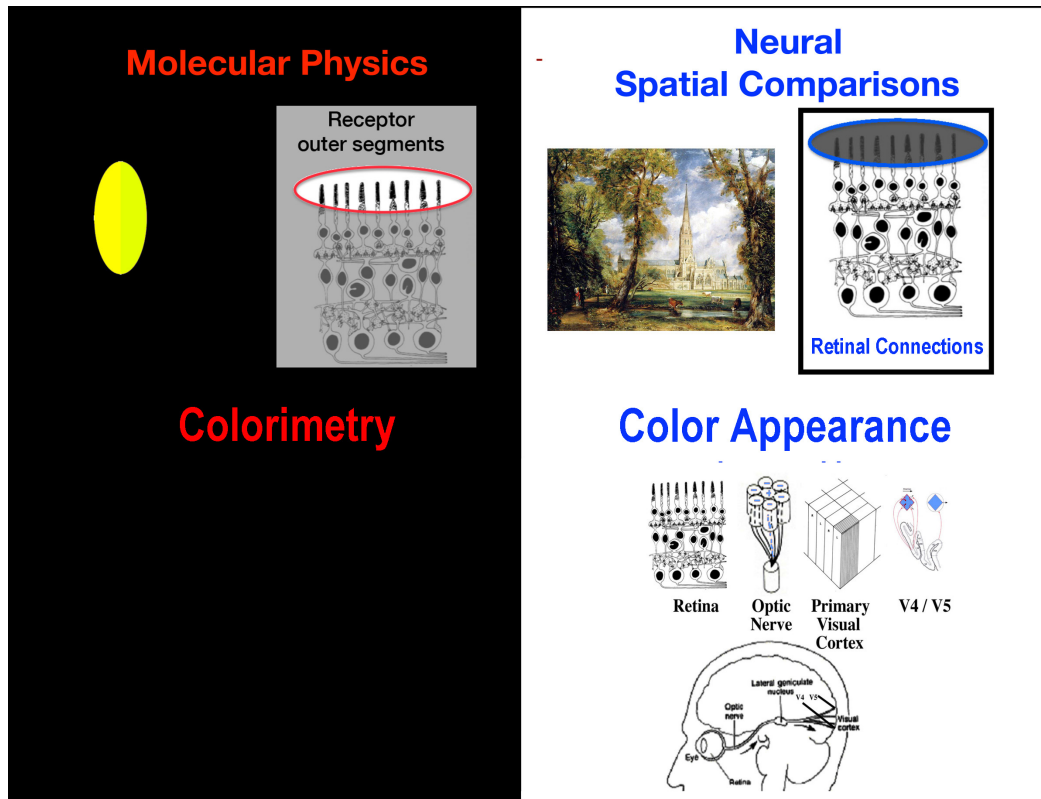 Molecular Physics
Receptor
outer segments
Colorimetry
-
Neural
Spatial Comparisons
Retinal Connections
Color Appearance
Retina
Optic
Nerve
Primary
Visual
Cortex
V4 / V5
Lateral geniculate
nucleus
V4 V5
Optic
nerve
Visual
cortex
Eye
Retina